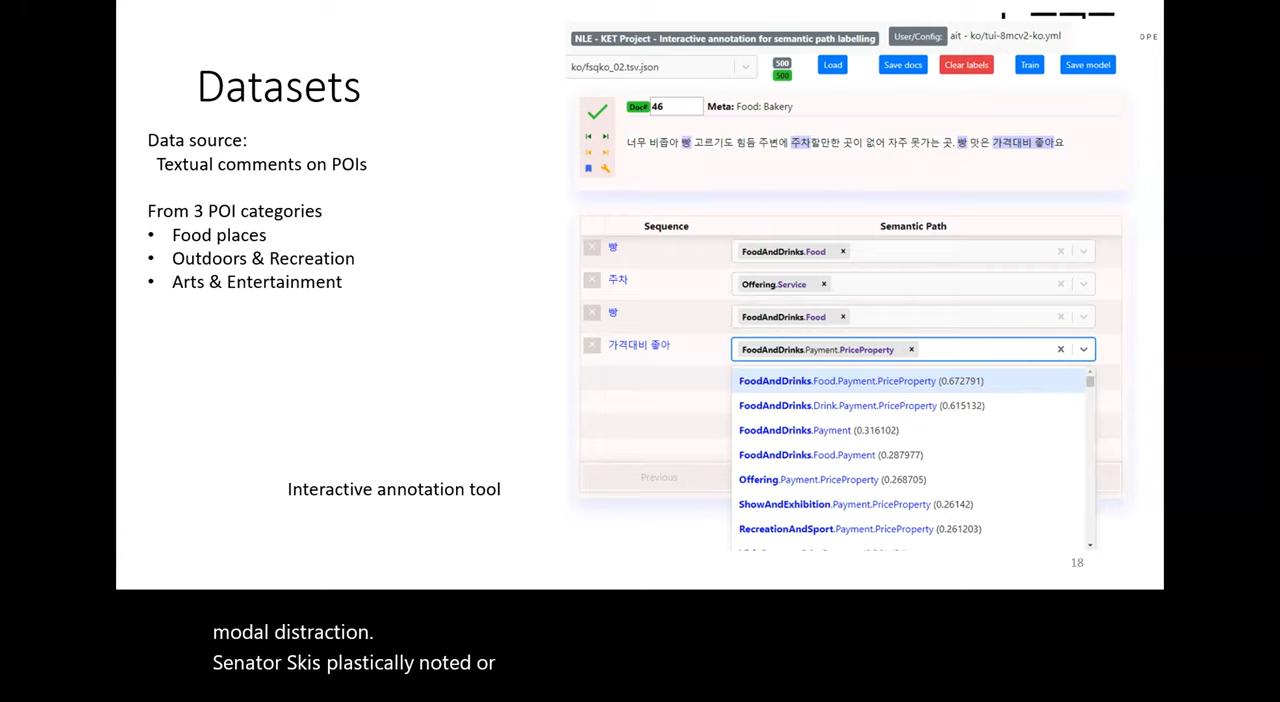 OPE
NLE - KET Project - Interactive annotation for semantic path labelling User/Config: ait - ko/tui-8mcv2-ko.yml
ko/fsqko_02.tsv.json 500 500 Load Save docs Clear labels Train Save model
Datasets
Doc# 46 Meta: Food: Bakery
너무 비좁아 빵 고르기도 힘듬 주변에 주차할만한 곳이 없어 자주 못가는 곳. 빵 맛은 가격대비 좋아요
Data source:
Textual comments on POIs
From 3 POI categories
• Food places
• Outdoors & Recreation
• Arts & Entertainment
Sequence Semantic Path
빵 FoodAndDrinks.Food
주차 Offering.Service
빵 FoodAndDrinks.Food
가격대비 좋아 FoodAndDrinks.Payment.PriceProperty
FoodAndDrinks.Food.Payment.PriceProperty (0.672791)
FoodAndDrinks.Drink.Payment.PriceProperty (0.615132)
FoodAndDrinks.Payment (0.316102)
FoodAndDrinks.Food.Payment (0.287977)
Offering.Payment.PriceProperty (0.268705)
ShowAndExhibition.Payment.PriceProperty (0.26142)
RecreationAndSport.Payment.PriceProperty (0.261203)
Previous
Interactive annotation tool
18
modal distraction.
Senator Skis plastically noted or